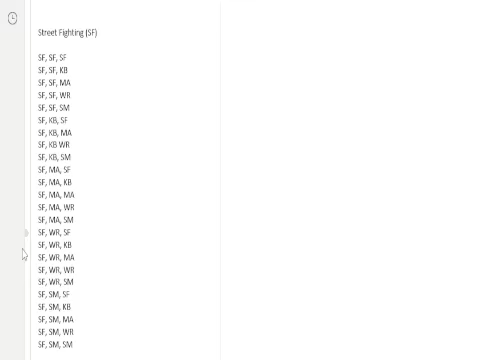 Street Fighting (SF)
SF, SF, SF
SF, SF, KB
SF, SF, MA
SF, SF, WR
SF, SF, SM
SF, KB, SF
SF, KB, MA
SF, KB WR
SF, KB, SM
SF, MA, SF
SF, MA, KB
SF, MA, MA
SF, MA, WR
SF, MA, SM
SF, WR, SF
SF, WR, KB
SF, WR, MA
SF, WR, WR
SF, WR, SM
SF, SM, SF
SF, SM, KB
SF, SM, MA
SF, SM, WR
SF, SM, SM